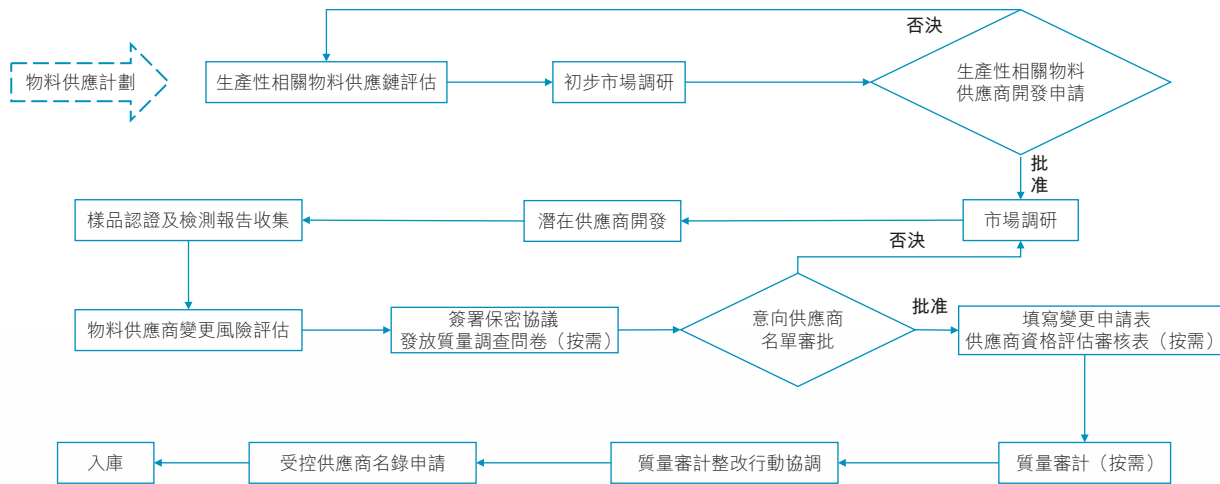 否決
物料供應計劃
生產性相關物料供應鏈評估
初步市場調研
生產性相關物料
供應商開發申請
批
准
樣品認證及檢測報告收集
潛在供應商開發
市場調研
否決
物料供應商變更風險評估
簽署保密協議
發放質量調查問卷（按需）
意向供應商
名單審批
批准
填寫變更申請表
供應商資格評估審核表（按需）
入庫
受控供應商名錄申請
質量審計整改行動協調
質量審計（按需）